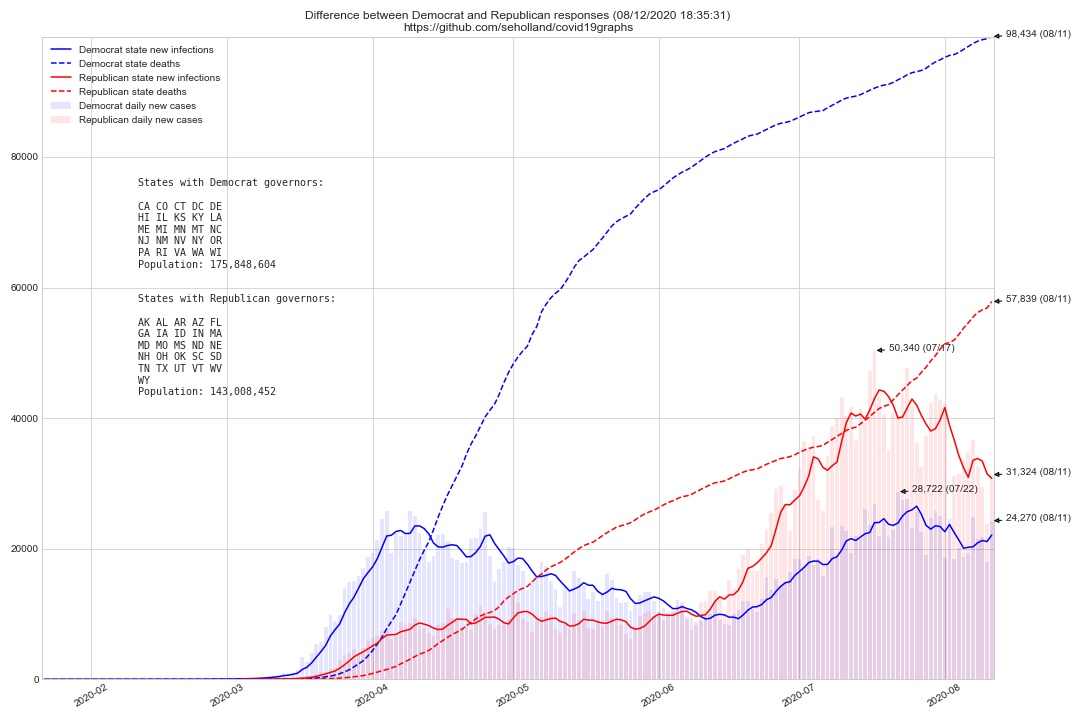 Difference between Democrat and Republican responses (08/12/2020 18:35:31)
https://github.com/seholland/covid19graphs
98,434 (08/11)
Democrat state new infections
Democrat state deaths
Republican state new infections
Republican state deaths
Democrat daily new cases
Republican daily new cases
80000
States with Democrat governors:
CA CO CT DC DE
HI IL KS KY LA
ME MI MN MT NC
NJ NM NV NY OR
PA RI VA WA WI
Population: 175,848,604
60000
States with Republican governors:
57,839 (08/11)
AK AL AR AZ FL
GA IA ID IN MA
MD MO MS ND NE
NH OH OK SC SD
TN TX UT VT WV
WY
Population: 143,008,452
50,340 (07/17)
40000
31,324 (08/11)
28,722 (07/22)
24,270 (08/11)
20000
0
2020-02
2020-03
2020-04
2020-05
2020-06
2020-07
2020-08